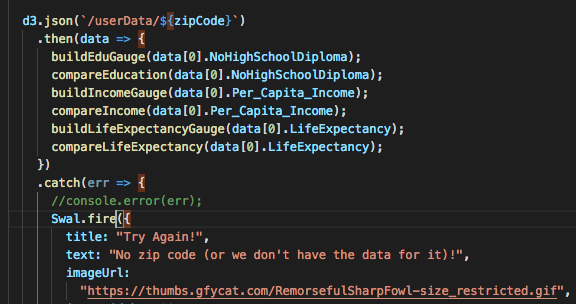 d3.json(`/userData/${zipCode}`)
.then(data => {
buildEduGauge(data[0].NoHighSchoolDiploma);
compareEducation(data[0].NoHighSchoolDiploma);
buildIncomeGauge(data[0].Per_Capita_Income);
compareIncome(data[0].Per_Capita_Income);
buildLifeExpectancyGauge(data[0].LifeExpectancy);
compareLifeExpectancy(data[0].LifeExpectancy);
})
.catch(err => {
//console.error(err);
Swal.fire({
title: "Try Again!",
text: "No zip code (or we don't have the data for it)!",
imageUrl:
"https://thumbs.gfycat.com/RemorsefulSharpFowl-size_restricted.gif",